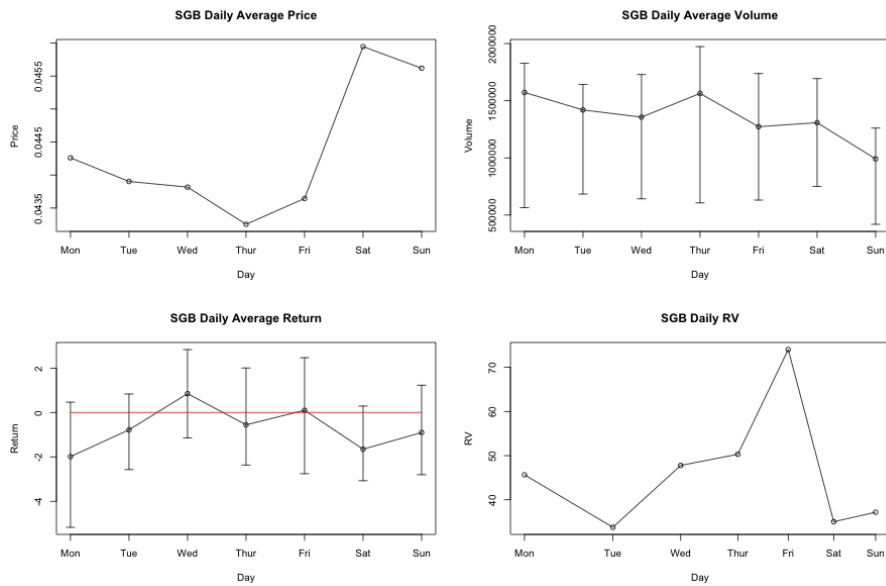 SGB Daily Average Price
Price
0.0455
0.0445
0.0435
Mon Tue Wed Thur Fri Sat Sun
Day
SGB Daily Average Volume
Volume
2000000
1500000
1000000
500000
Mon Tue Wed Thur Fri Sat Sun
Day
SGB Daily Average Return
Return
2
0
-2
-4
Mon Tue Wed Thur Fri Sat Sun
Day
SGB Daily RV
RV
70
60
50
40
Mon Tue Wed Thur Fri Sat Sun
Day